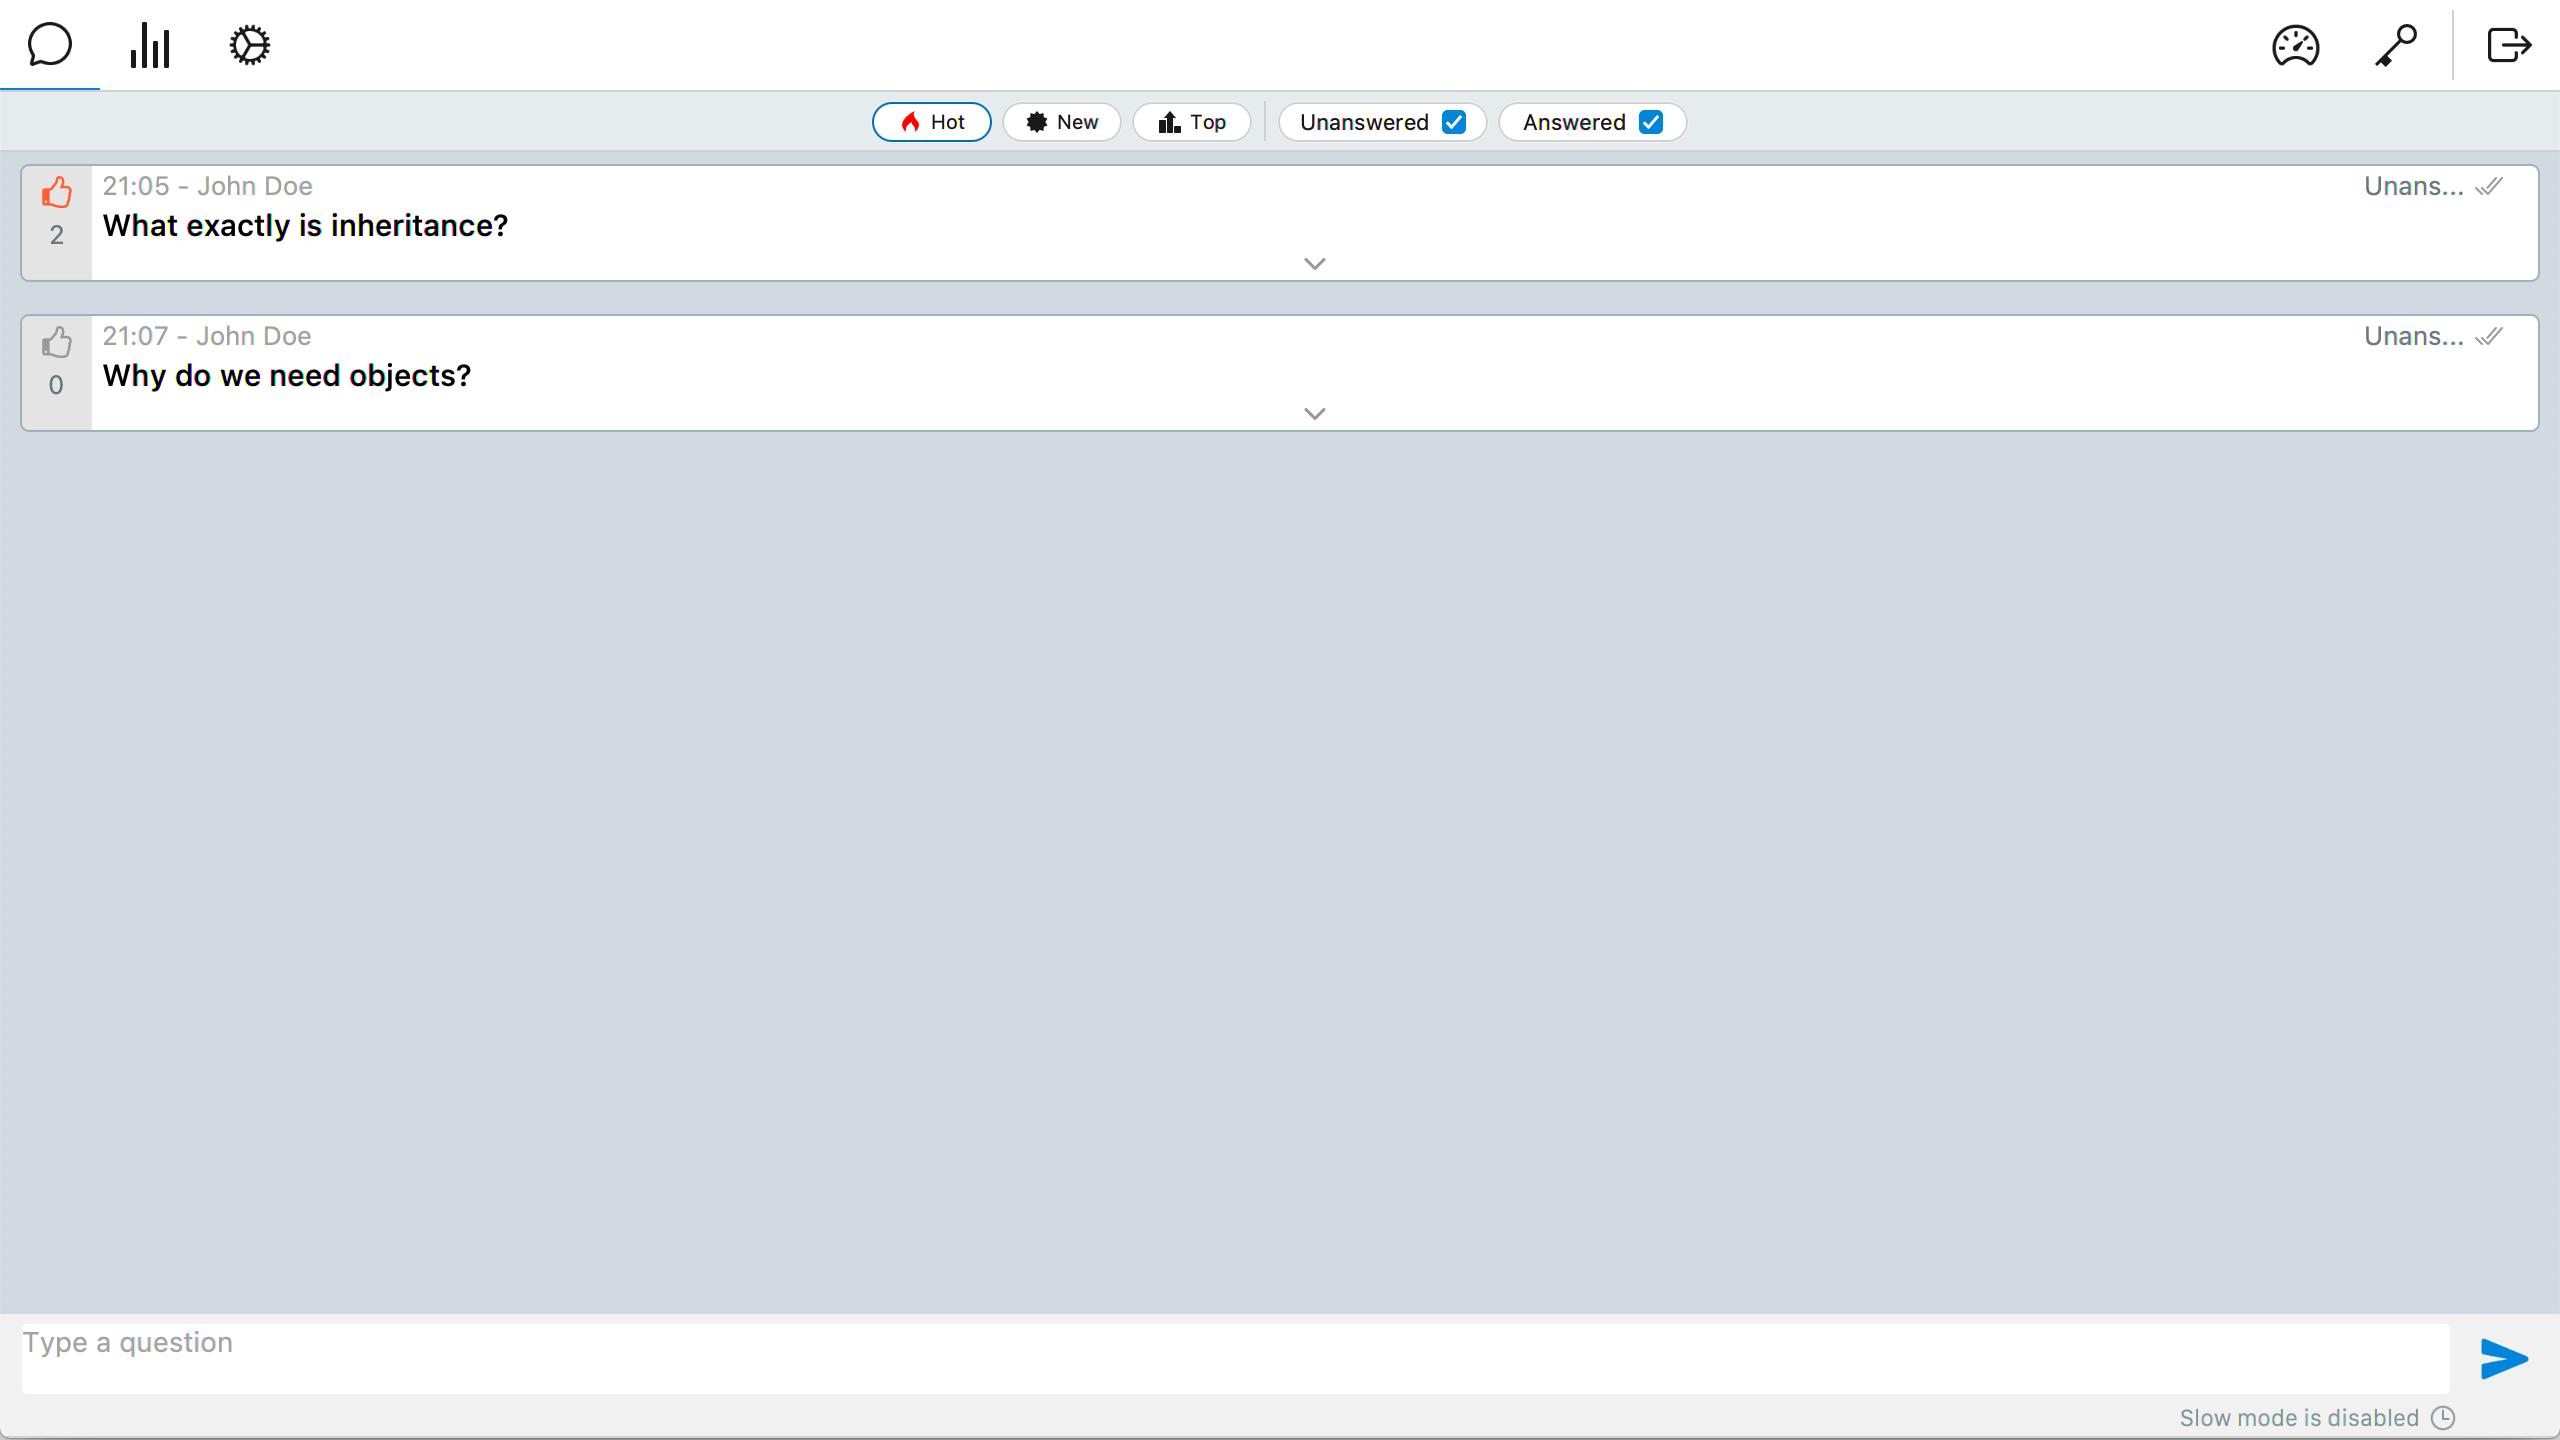 Hot New Top Unanswered Answered
21:05 - John Doe Unans...
What exactly is inheritance?
2
21:07 - John Doe Unans...
Why do we need objects?
0
Type a question
Slow mode is disabled